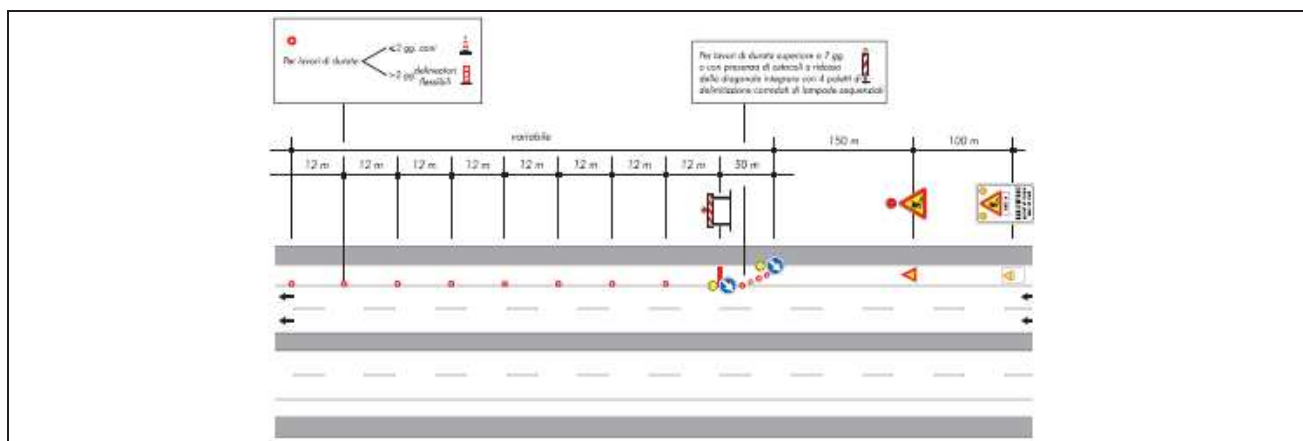 Per lavori di durata
⩽2 gg. coni
>2 gg. delineatori
flessibili
Per lavori di durata superiore a 7 gg
o con presenza di ostacoli a ridosso
della diagonale integrare con 4 paletti di
delimitazione corredati di lampade sequenziali
variabile
150 m
100 m
12 m 12 m 12 m 12 m 12 m 12 m 12 m 12 m